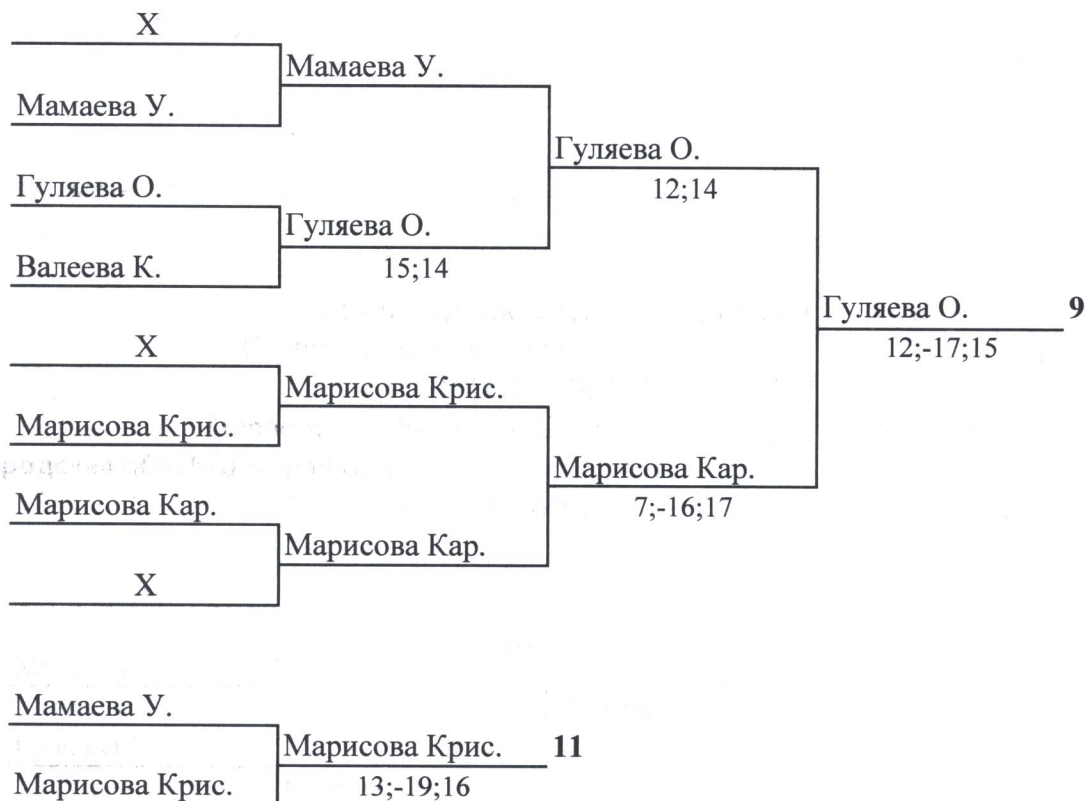 X
Мамаева У.
Мамаева У.
Гуляева О.
12;14
Гуляева О.
Гуляева О.
15;14
Валеева К.
Гуляева О. 9
12;-17;15
X
Марисова Крис.
Марисова Крис.
Марисова Кар.
7;-16;17
Марисова Кар.
Марисова Кар.
X
Мамаева У.
Марисова Крис. 11
13;-19;16
Марисова Крис.